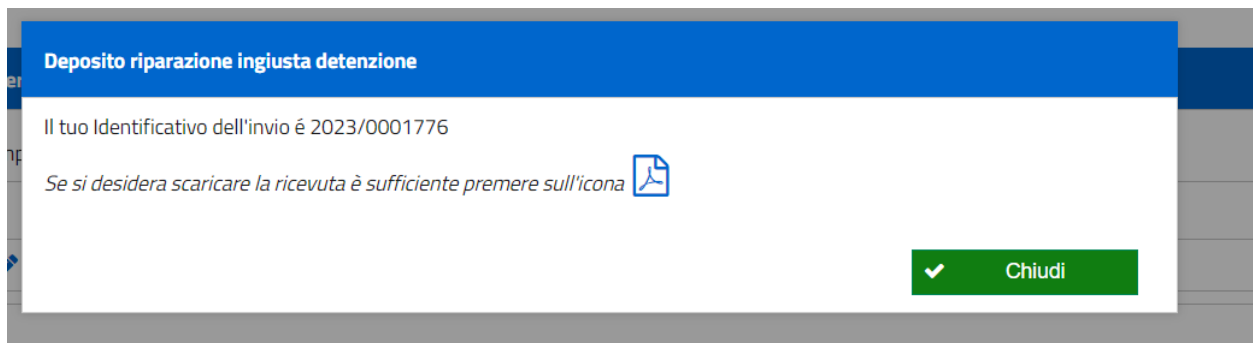 Deposito riparazione ingiusta detenzione
Il tuo Identificativo dell'invio é 2023/0001776
Se si desidera scaricare la ricevuta è sufficiente premere sull'icona
Chiudi